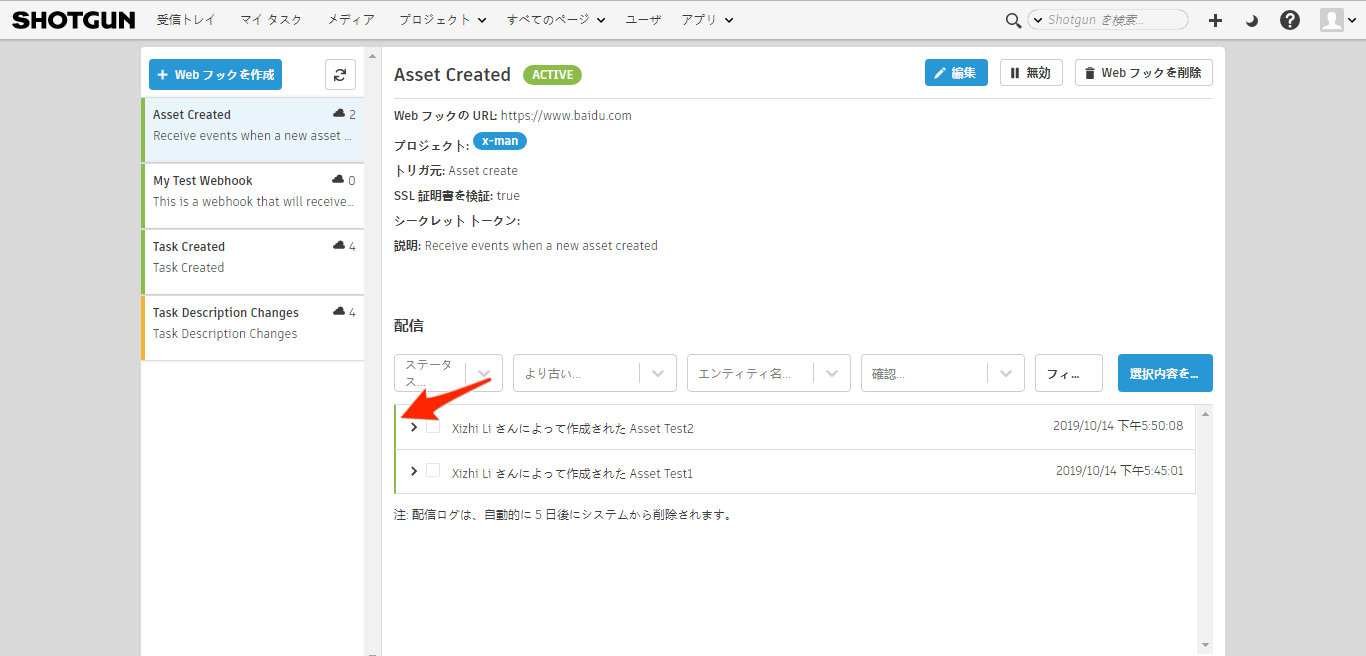 SHOTGUN 受信トレイ マイ タスク メディア プロジェクト すべてのページ ユーザ アプリ Shotgun を検索...
+ Web フックを作成
Asset Created 2
Receive events when a new asset ...
My Test Webhook 0
This is a webhook that will receive...
Task Created 4
Task Created
Task Description Changes 4
Task Description Changes
Asset Created ACTIVE 編集 無効 Web フックを削除
Web フックの URL: https://www.baidu.com
プロジェクト: x-man
トリガ元: Asset create
SSL 証明書を検証: true
シークレット トークン:
説明: Receive events when a new asset created
配信
ステータ
ス...
より古い... エンティティ名... 確認... フィ... 選択内容を...
Xizhi Li さんによって作成された Asset Test2 2019/10/14 下午5:50:08
Xizhi Li さんによって作成された Asset Test1 2019/10/14 下午5:45:01
注: 配信ログは、自動的に 5 日後にシステムから削除されます。